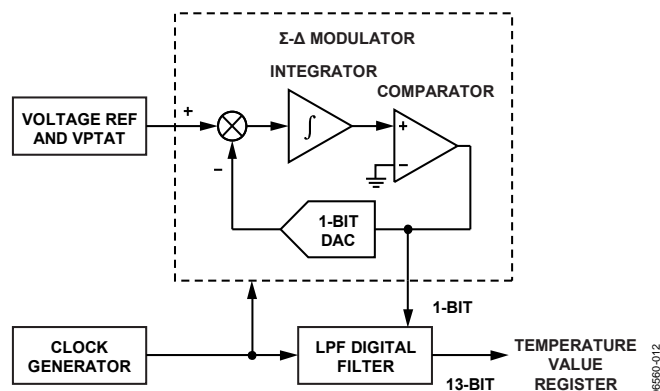 Σ-Δ MODULATOR
INTEGRATOR
COMPARATOR
VOLTAGE REF
AND VPTAT
+
−
∫
+
−
1-BIT
DAC
1-BIT
CLOCK
GENERATOR
LPF DIGITAL
FILTER
13-BIT
TEMPERATURE
VALUE
REGISTER
6560-012